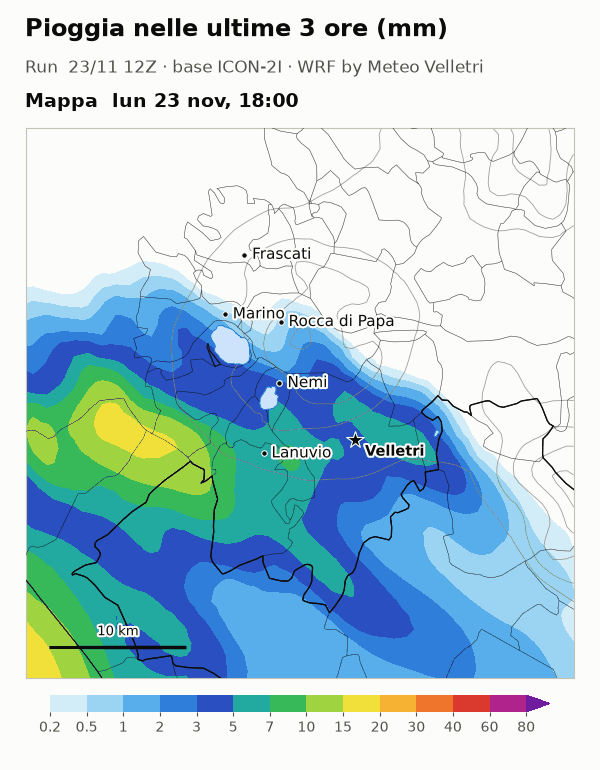 Pioggia nelle ultime 3 ore (mm)
Run  23/11 12Z · base ICON-2I · WRF by Meteo Velletri
Mappa  lun 23 nov, 18:00
Frascati
Marino
Rocca di Papa
Nemi
Velletri
Lanuvio
10 km
0.2 0.5 1 2 3 5 7 10 15 20 30 40 60 80